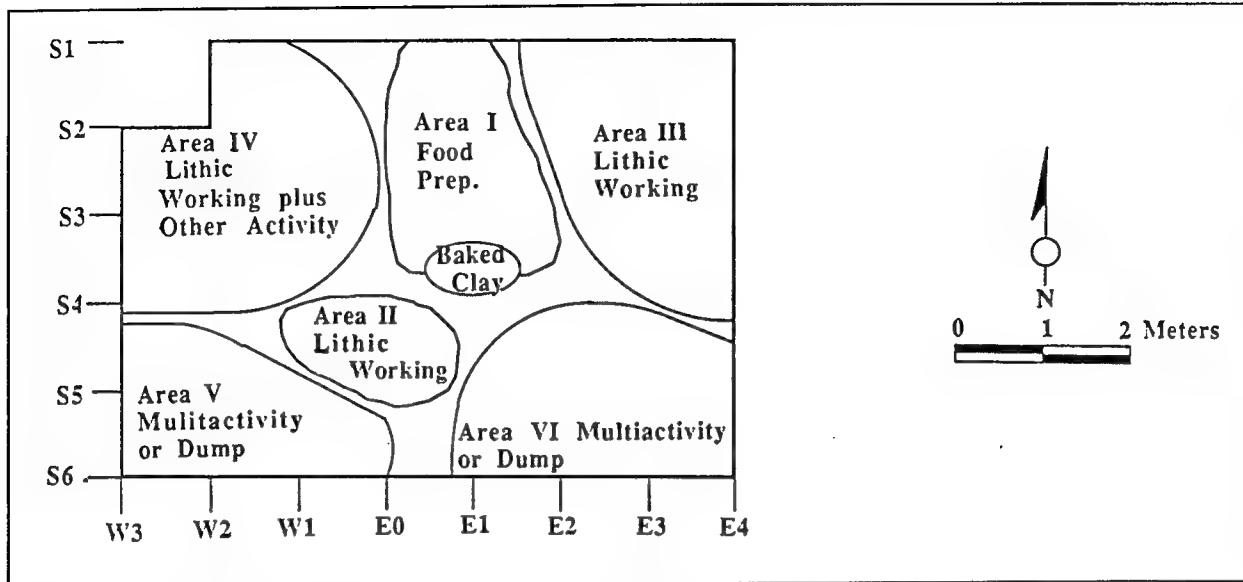 S1
S2
S3
S4
S5
S6
W3 W2 W1 E0 E1 E2 E3 E4
Area IV
Lithic
Working plus
Other Activity
Area I
Food
Prep.
Area III
Lithic
Working
Baked
Clay
Area II
Lithic
Working
Area V
Mulitactivity
or Dump
Area VI Multiactivity
or Dump
N
0 1 2 Meters